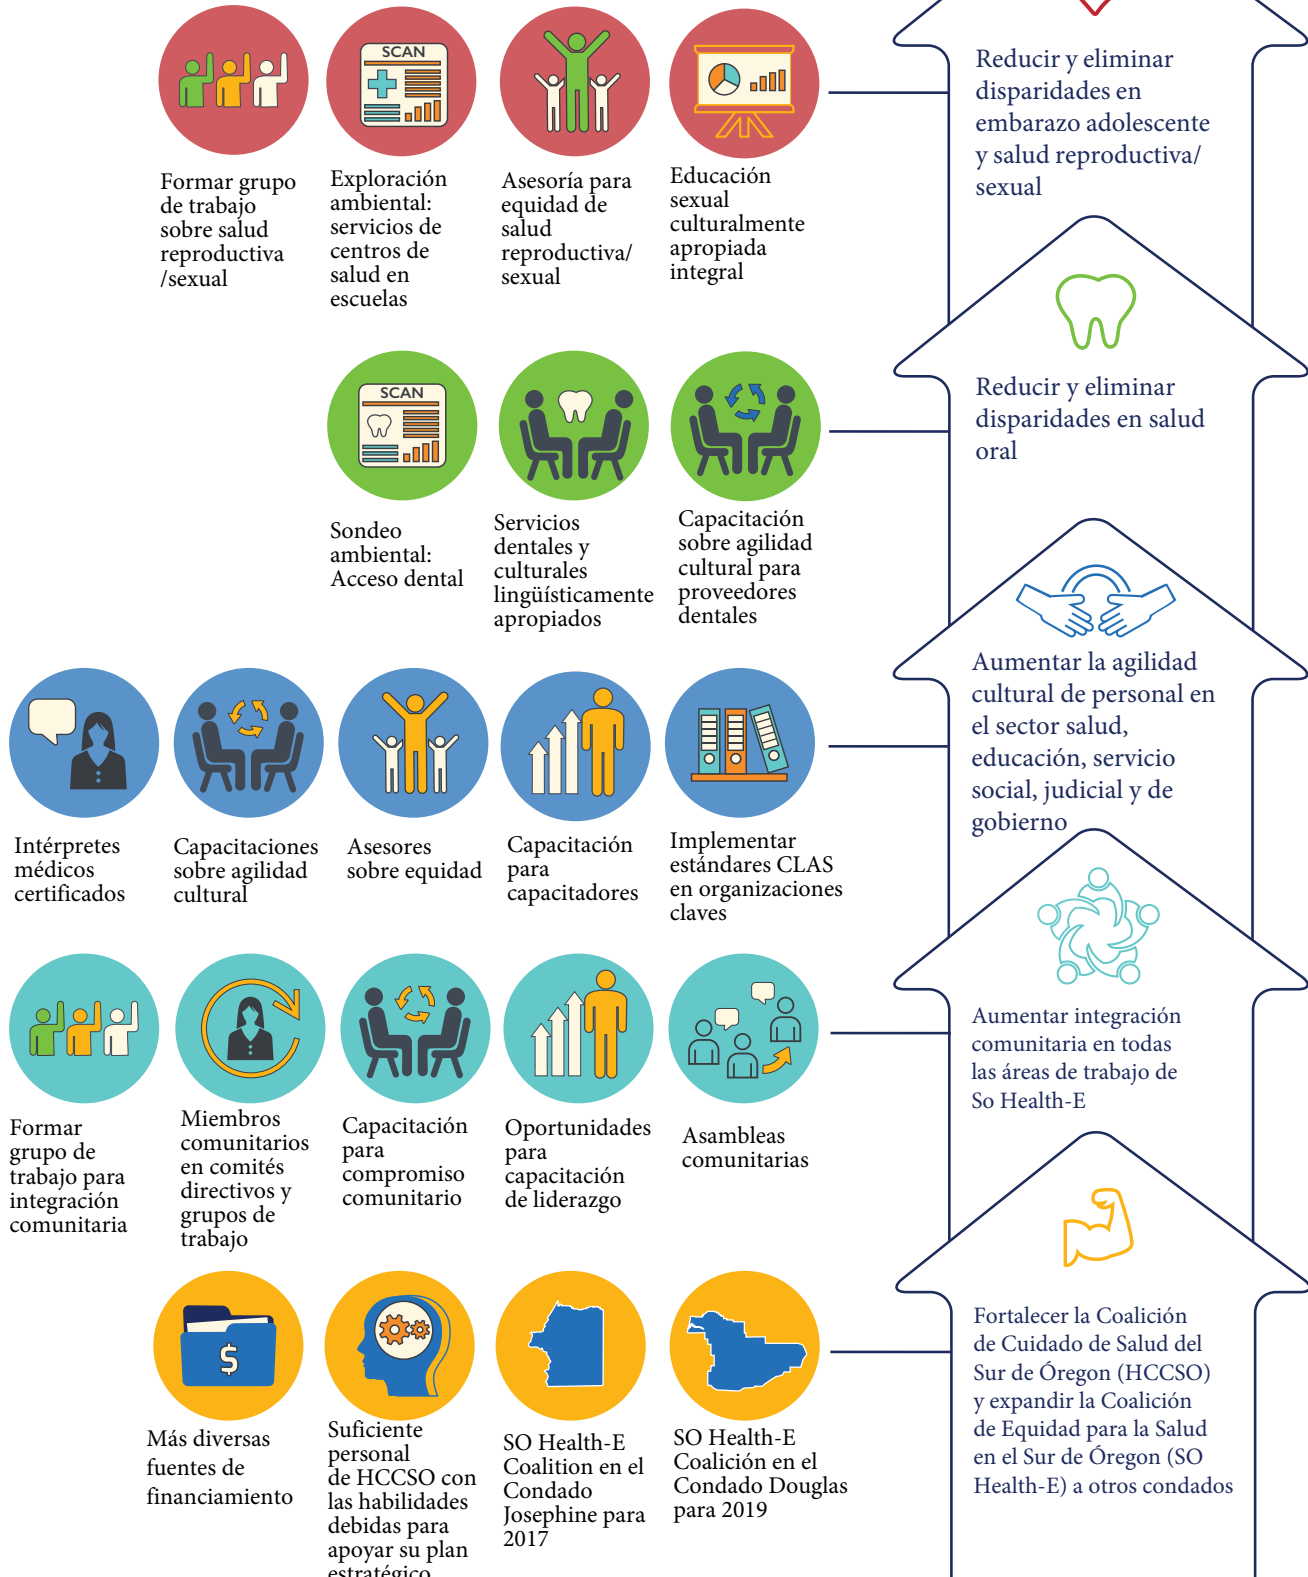 SCAN
Formar grupo
de trabajo
sobre salud
reproductiva
/sexual
Exploración
ambiental:
servicios de
centros de
salud en
escuelas
Asesoría para
equidad de
salud
reproductiva/
sexual
Educación
sexual
culturalmente
apropiada
integral
Reducir y eliminar
disparidades en
embarazo adolescente
y salud reproductiva/
sexual
SCAN
Sondeo
ambiental:
Acceso dental
Servicios
dentales y
culturales
lingüísticamente
apropiados
Capacitación
sobre agilidad
cultural para
proveedores
dentales
Reducir y eliminar
disparidades en salud
oral
Intérpretes
médicos
certificados
Capacitaciones
sobre agilidad
cultural
Asesores
sobre equidad
Capacitación
para
capacitadores
Implementar
estándares CLAS
en organizaciones
claves
Aumentar la agilidad
cultural de personal en
el sector salud,
educación, servicio
social, judicial y de
gobierno
Formar
grupo de
trabajo para
integración
comunitaria
Miembros
comunitarios
en comités
directivos y
grupos de
trabajo
Capacitación
para
compromiso
comunitario
Oportunidades
para
capacitación
de liderazgo
Asambleas
comunitarias
Aumentar integración
comunitaria en todas
las áreas de trabajo de
So Health-E
$
Más diversas
fuentes de
financiamiento
Suficiente
personal
de HCCSO con
las habilidades
debidas para
apoyar su plan
estratégico
SO Health-E
Coalition en el
Condado
Josephine para
2017
SO Health-E
Coalición en el
Condado Douglas
para 2019
Fortalecer la Coalición
de Cuidado de Salud del
Sur de Óregon (HCCSO)
y expandir la Coalición
de Equidad para la Salud
en el Sur de Óregon (SO
Health-E) a otros condados